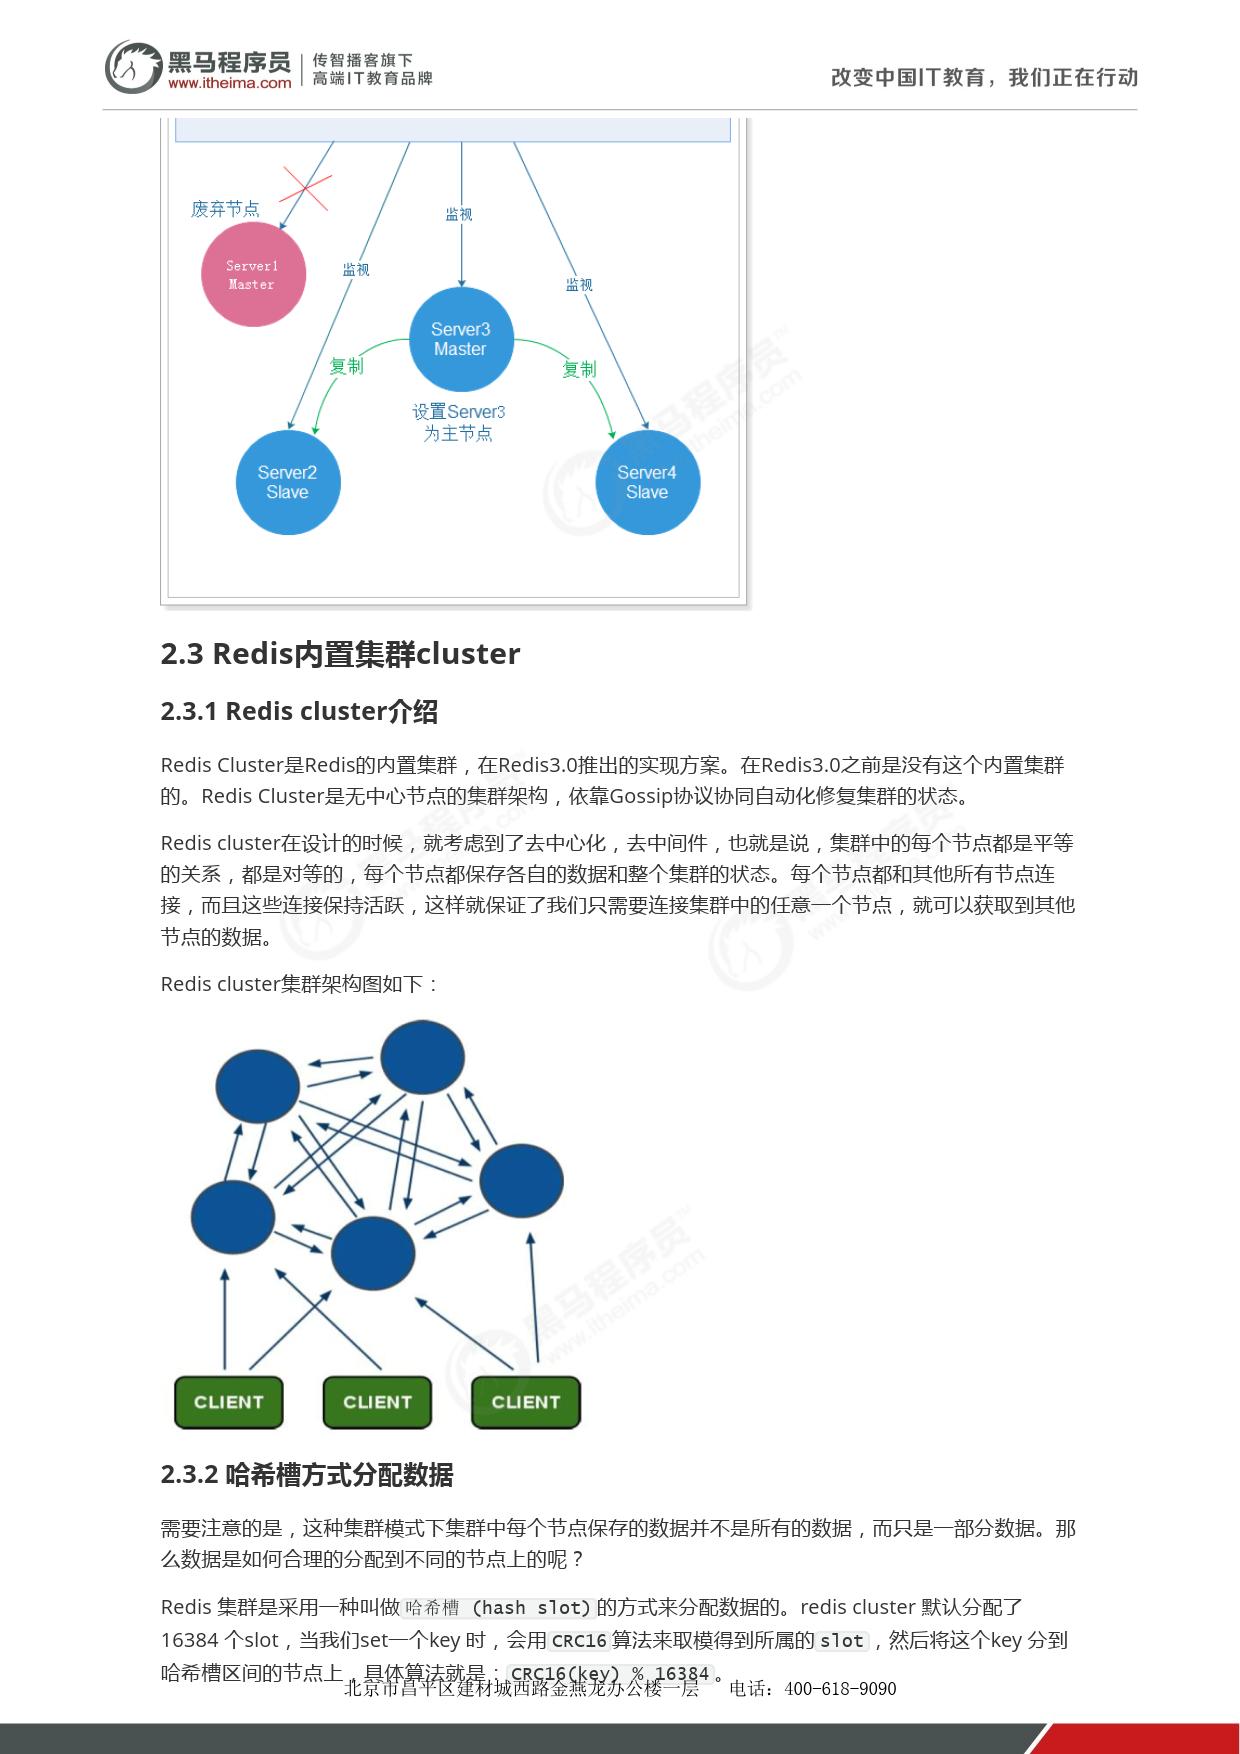 黑马程序员
www.itheima.com
传智播客旗下
高端IT教育品牌
改变中国IT教育，我们正在行动
废弃节点
Server1
Master
监视
监视
监视
Server3
Master
复制
复制
设置Server3
为主节点
Server2
Slave
Server4
Slave
2.3 Redis内置集群cluster
2.3.1 Redis cluster介绍
Redis Cluster是Redis的内置集群，在Redis3.0推出的实现方案。在Redis3.0之前是没有这个内置集群
的。Redis Cluster是无中心节点的集群架构，依靠Gossip协议协同自动化修复集群的状态。
Redis cluster在设计的时候，就考虑到了去中心化，去中间件，也就是说，集群中的每个节点都是平等
的关系，都是对等的，每个节点都保存各自的数据和整个集群的状态。每个节点都和其他所有节点连
接，而且这些连接保持活跃，这样就保证了我们只需要连接集群中的任意一个节点，就可以获取到其他
节点的数据。
Redis cluster集群架构图如下：
CLIENT
CLIENT
CLIENT
2.3.2 哈希槽方式分配数据
需要注意的是，这种集群模式下集群中每个节点保存的数据并不是所有的数据，而只是一部分数据。那
么数据是如何合理的分配到不同的节点上的呢？
Redis 集群是采用一种叫做哈希槽 (hash slot)的方式来分配数据的。redis cluster 默认分配了
16384 个slot，当我们set一个key 时，会用CRC16算法来取模得到所属的slot，然后将这个key 分到
哈希槽区间的节点上，具体算法就是：CRC16(key) % 16384。
北京市昌平区建材城西路金燕龙办公楼一层 电话：400-618-9090